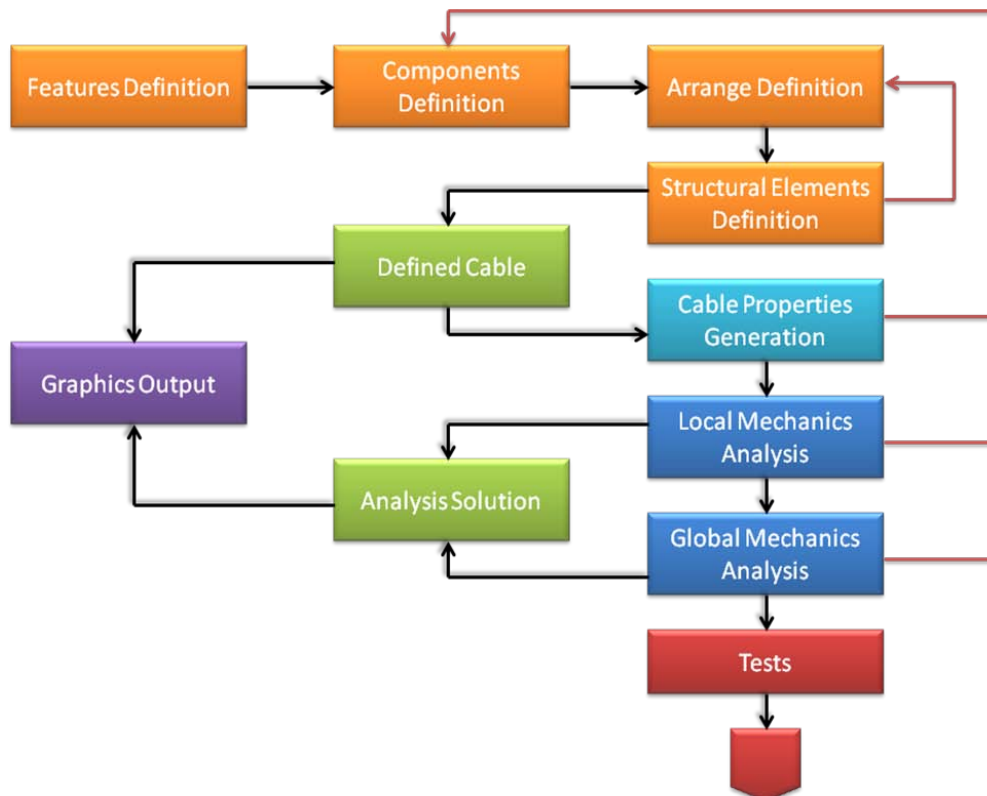 Features Definition
Components
Definition
Arrange Definition
Structural Elements
Definition
Defined Cable
Cable Properties
Generation
Graphics Output
Local Mechanics
Analysis
Analysis Solution
Global Mechanics
Analysis
Tests